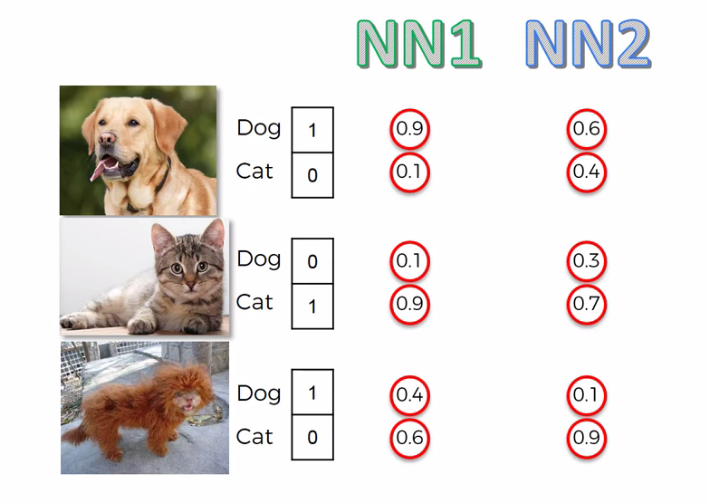 NN1 NN2
Dog 1 0.9 0.6
Cat 0 0.1 0.4
Dog 0 0.1 0.3
Cat 1 0.9 0.7
Dog 1 0.4 0.1
Cat 0 0.6 0.9